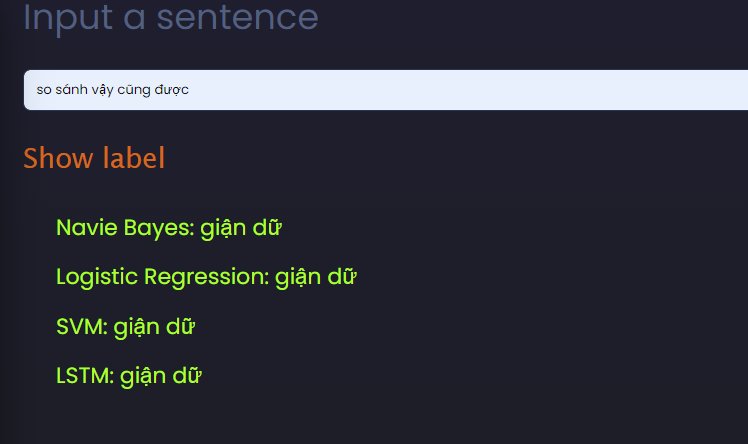 Input a sentence
so sánh vậy cũng được
Show label
Navie Bayes: giận dữ
Logistic Regression: giận dữ
SVM: giận dữ
LSTM: giận dữ